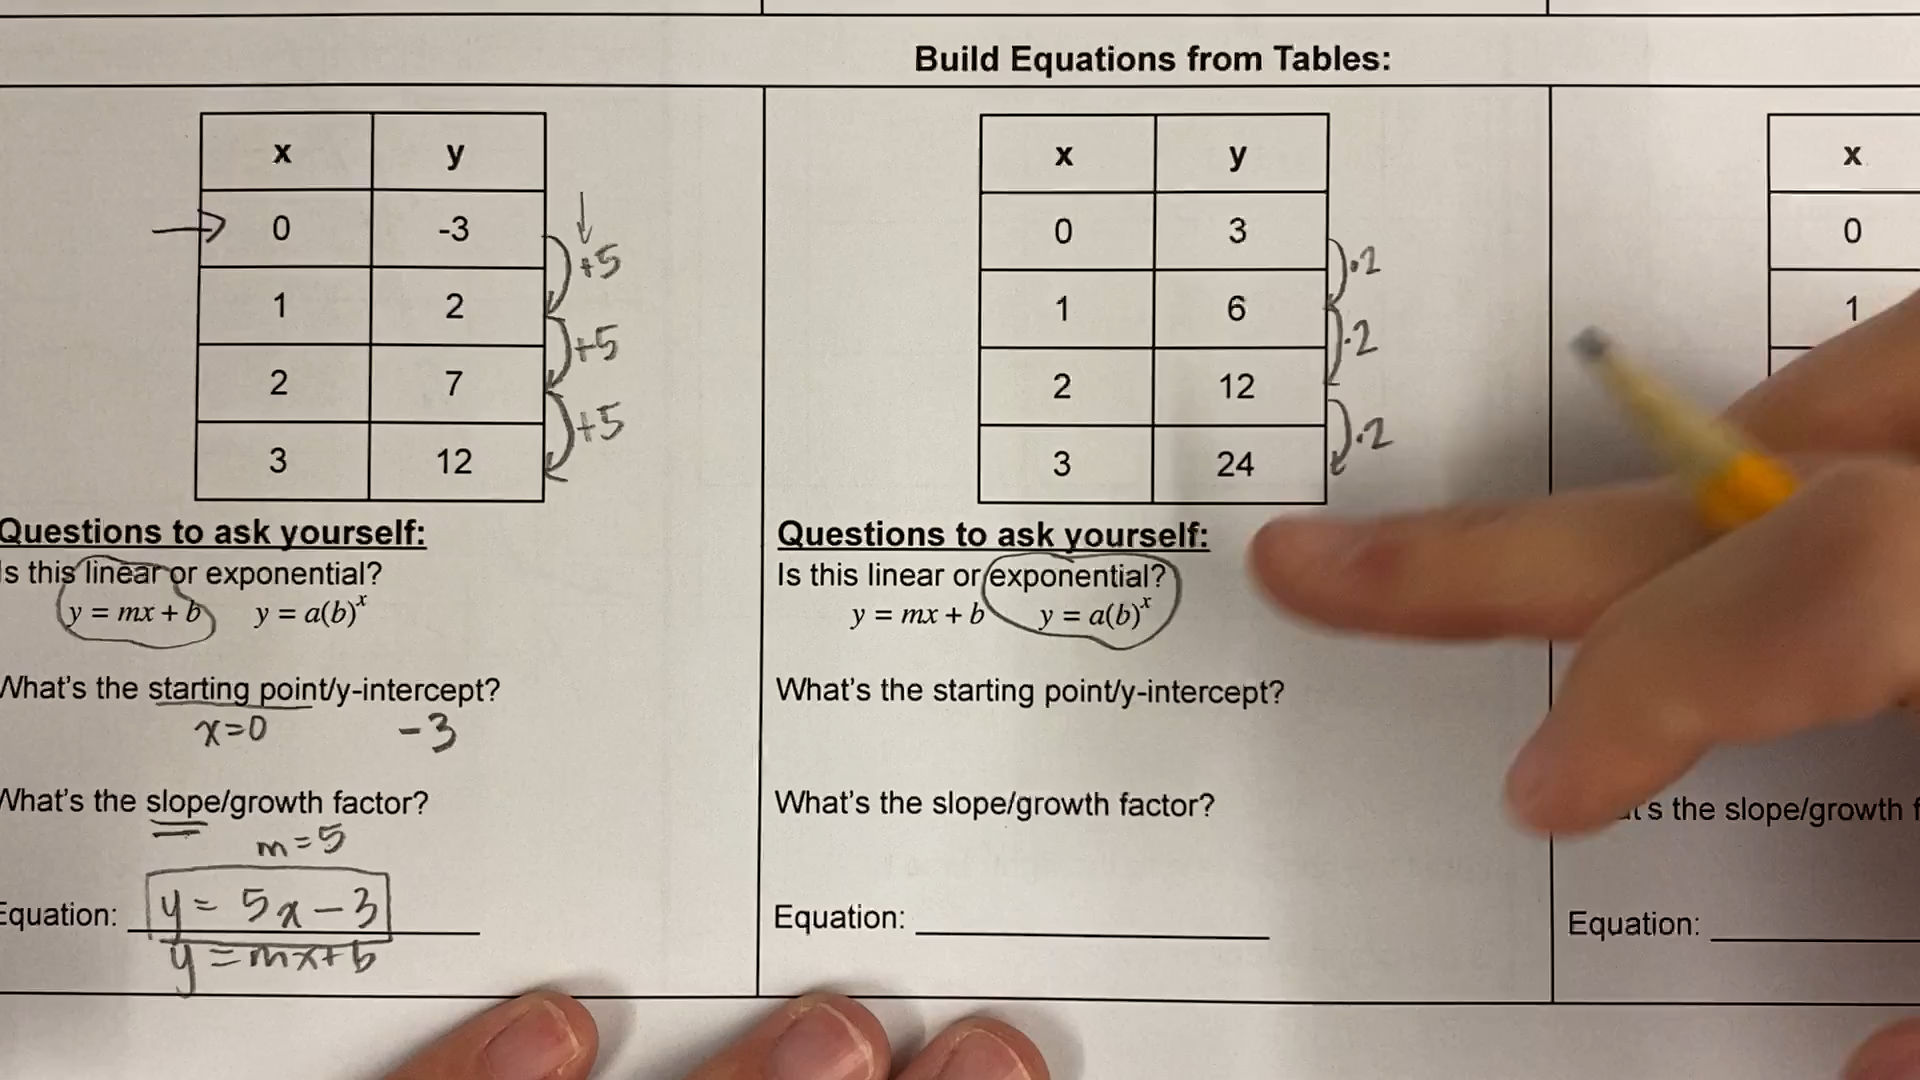 Build Equations from Tables:
x y
0 -3
1 2
2 7
3 12
+5
+5
+5
Questions to ask yourself:
Is this linear or exponential?
y = mx + b y = a(b)^x
What's the starting point/y-intercept?
x=0 -3
What's the slope/growth factor?
m=5
Equation: y = 5x - 3
y = mx+b
x y
0 3
1 6
2 12
3 24
·2
·2
·2
Questions to ask yourself:
Is this linear or exponential?
y = mx + b y = a(b)^x
What's the starting point/y-intercept?
What's the slope/growth factor?
Equation:
x
0
1
the slope/growth
Equation: